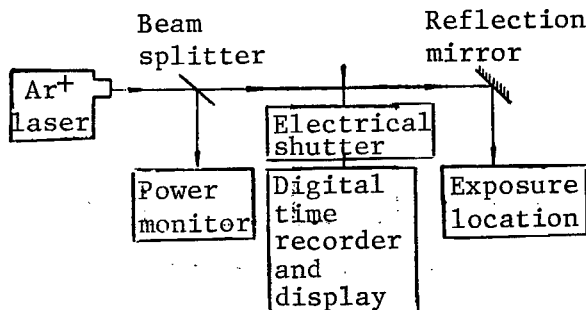 Beam
splitter
Reflection
mirror
Ar+
laser
Electrical
shutter
Power
monitor
Digital
time
recorder
and
display
Exposure
location